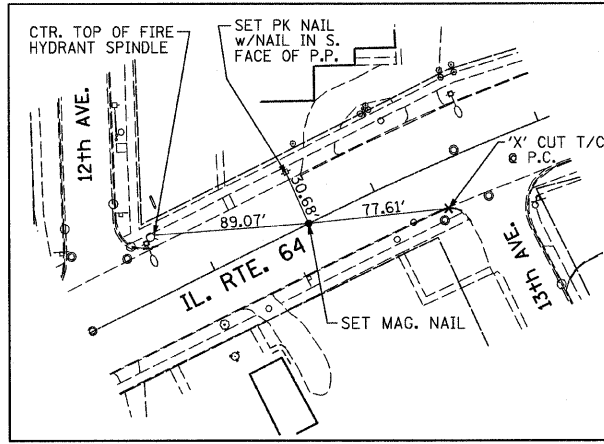 CTR. TOP OF FIRE
HYDRANT SPINDLE
SET PK NAIL
w/NAIL IN S.
FACE OF P.P.
12th AVE.
'X' CUT T/C
@ P.C.
50.68'
89.07'
77.61'
IL. RTE. 64
13th AVE.
SET MAG. NAIL